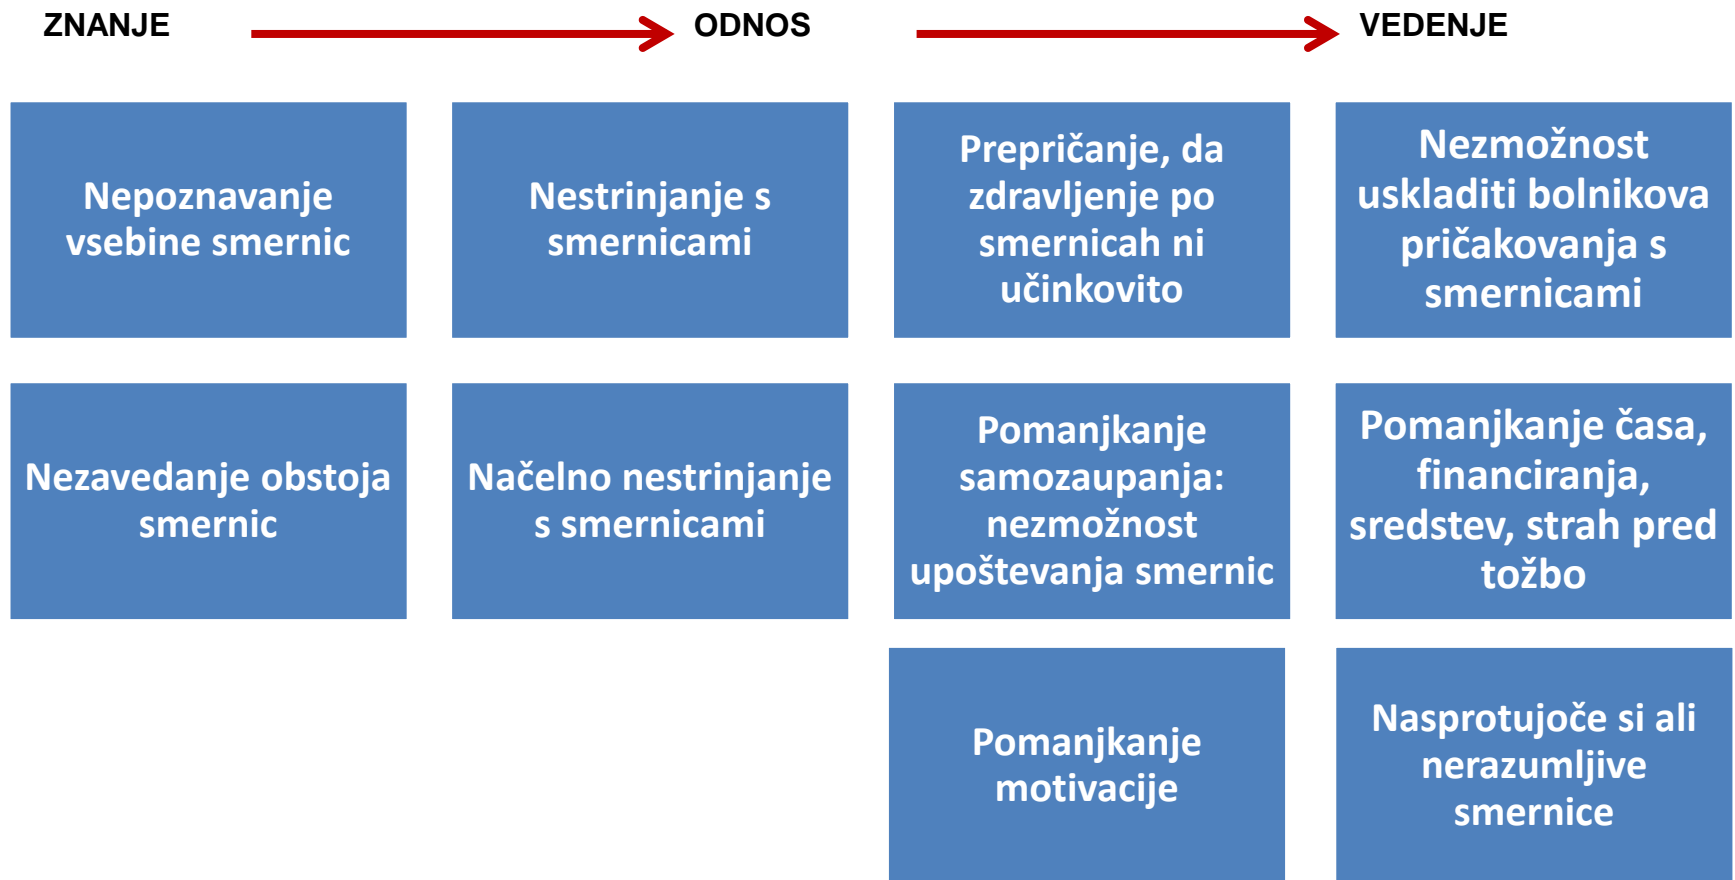 ZNANJE
ODNOS
VEDENJE
Nepoznavanje
vsebine smernic
Nestrinjanje s
smernicami
Prepričanje, da
zdravljenje po
smernicah ni
učinkovito
Nezmožnost
uskladiti bolnikova
pričakovanja s
smernicami
Nezavedanje obstoja
smernic
Načelno nestrinjanje
s smernicami
Pomanjkanje
samozaupanja:
nezmožnost
upoštevanja smernic
Pomanjkanje časa,
financiranja,
sredstev, strah pred
tožbo
Pomanjkanje
motivacije
Nasprotujoče si ali
nerazumljive
smernice